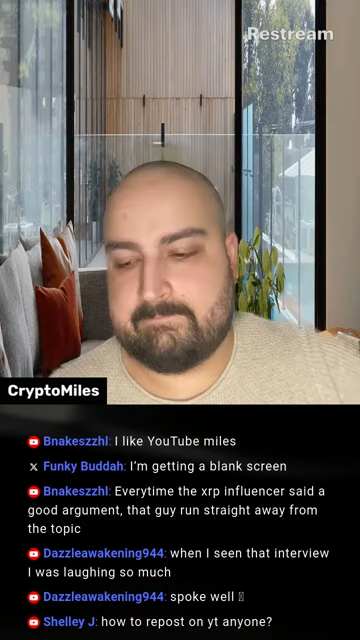 Restream
CryptoMiles
Bnakeszzhl: I like YouTube miles
Funky Buddah: I'm getting a blank screen
Bnakeszzhl: Everytime the xrp influencer said a
good argument, that guy run straight away from
the topic
Dazzleawakening944: when I seen that interview
I was laughing so much
Dazzleawakening944: spoke well
Shelley J: how to repost on yt anyone?